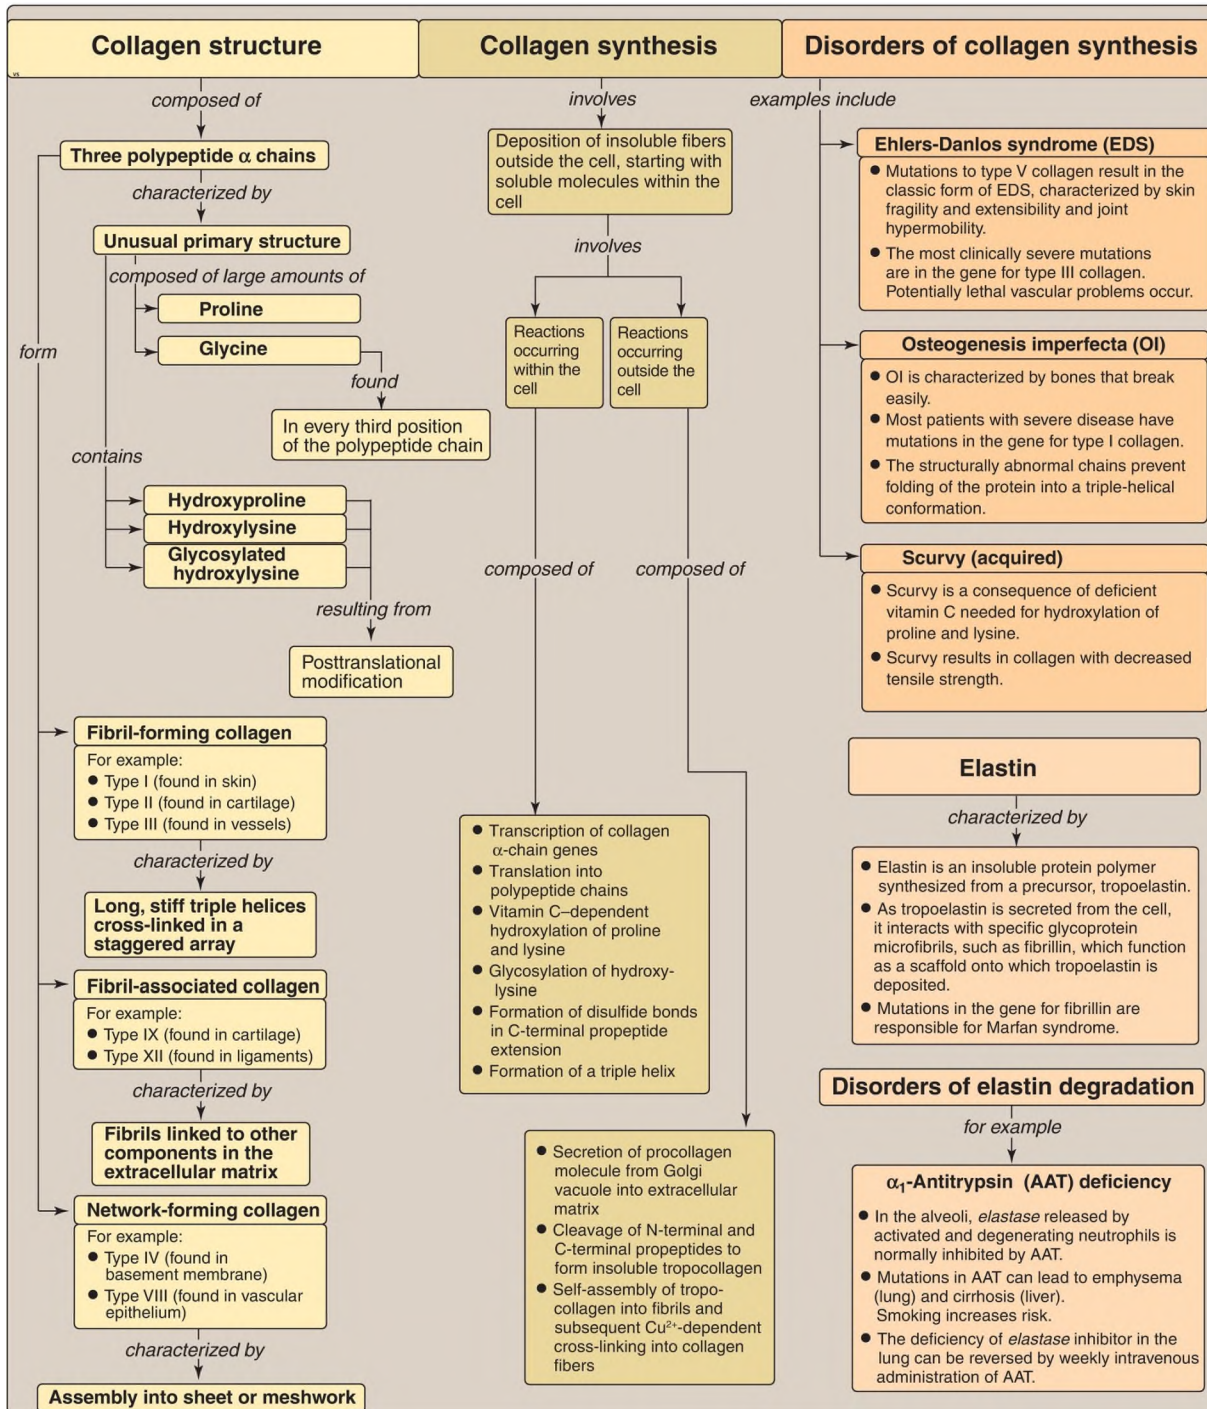 Collagen structure
vs
composed of
Three polypeptide α chains
characterized by
Unusual primary structure
composed of large amounts of
Proline
Glycine
form
found
In every third position
of the polypeptide chain
contains
Hydroxyproline
Hydroxylysine
Glycosylated
hydroxylysine
resulting from
Posttranslational
modification
Fibril-forming collagen
For example:
● Type I (found in skin)
● Type II (found in cartilage)
● Type III (found in vessels)
characterized by
Long, stiff triple helices
cross-linked in a
staggered array
Fibril-associated collagen
For example:
● Type IX (found in cartilage)
● Type XII (found in ligaments)
characterized by
Fibrils linked to other
components in the
extracellular matrix
Network-forming collagen
For example:
● Type IV (found in
basement membrane)
● Type VIII (found in vascular
epithelium)
characterized by
Assembly into sheet or meshwork
Collagen synthesis
involves
Deposition of insoluble fibers
outside the cell, starting with
soluble molecules within the
cell
involves
Reactions
occurring
within the
cell
Reactions
occurring
outside the
cell
composed of
composed of
● Transcription of collagen
α-chain genes
● Translation into
polypeptide chains
● Vitamin C–dependent
hydroxylation of proline
and lysine
● Glycosylation of hydroxy-
lysine
● Formation of disulfide bonds
in C-terminal propeptide
extension
● Formation of a triple helix
● Secretion of procollagen
molecule from Golgi
vacuole into extracellular
matrix
● Cleavage of N-terminal and
C-terminal propeptides to
form insoluble tropocollagen
● Self-assembly of tropo-
collagen into fibrils and
subsequent Cu²⁺-dependent
cross-linking into collagen
fibers
Disorders of collagen synthesis
examples include
Ehlers-Danlos syndrome (EDS)
● Mutations to type V collagen result in the
classic form of EDS, characterized by skin
fragility and extensibility and joint
hypermobility.
● The most clinically severe mutations
are in the gene for type III collagen.
Potentially lethal vascular problems occur.
Osteogenesis imperfecta (OI)
● OI is characterized by bones that break
easily.
● Most patients with severe disease have
mutations in the gene for type I collagen.
● The structurally abnormal chains prevent
folding of the protein into a triple-helical
conformation.
Scurvy (acquired)
● Scurvy is a consequence of deficient
vitamin C needed for hydroxylation of
proline and lysine.
● Scurvy results in collagen with decreased
tensile strength.
Elastin
characterized by
● Elastin is an insoluble protein polymer
synthesized from a precursor, tropoelastin.
● As tropoelastin is secreted from the cell,
it interacts with specific glycoprotein
microfibrils, such as fibrillin, which function
as a scaffold onto which tropoelastin is
deposited.
● Mutations in the gene for fibrillin are
responsible for Marfan syndrome.
Disorders of elastin degradation
for example
α₁-Antitrypsin (AAT) deficiency
● In the alveoli, elastase released by
activated and degenerating neutrophils is
normally inhibited by AAT.
● Mutations in AAT can lead to emphysema
(lung) and cirrhosis (liver).
Smoking increases risk.
● The deficiency of elastase inhibitor in the
lung can be reversed by weekly intravenous
administration of AAT.